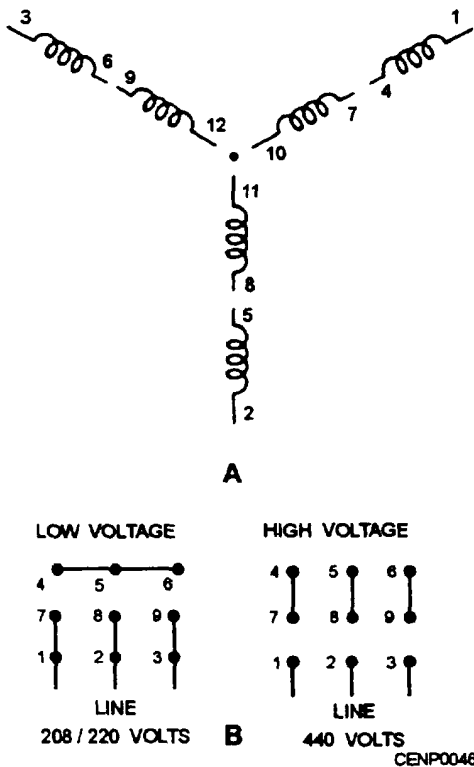 3 1
6 4
9 7
12 10
11
8
5
2
A
LOW VOLTAGE HIGH VOLTAGE
4 5 6 4 5 6
7 8 9 7 8 9
1 2 3 1 2 3
LINE LINE
208 / 220 VOLTS B 440 VOLTS
CENP0046